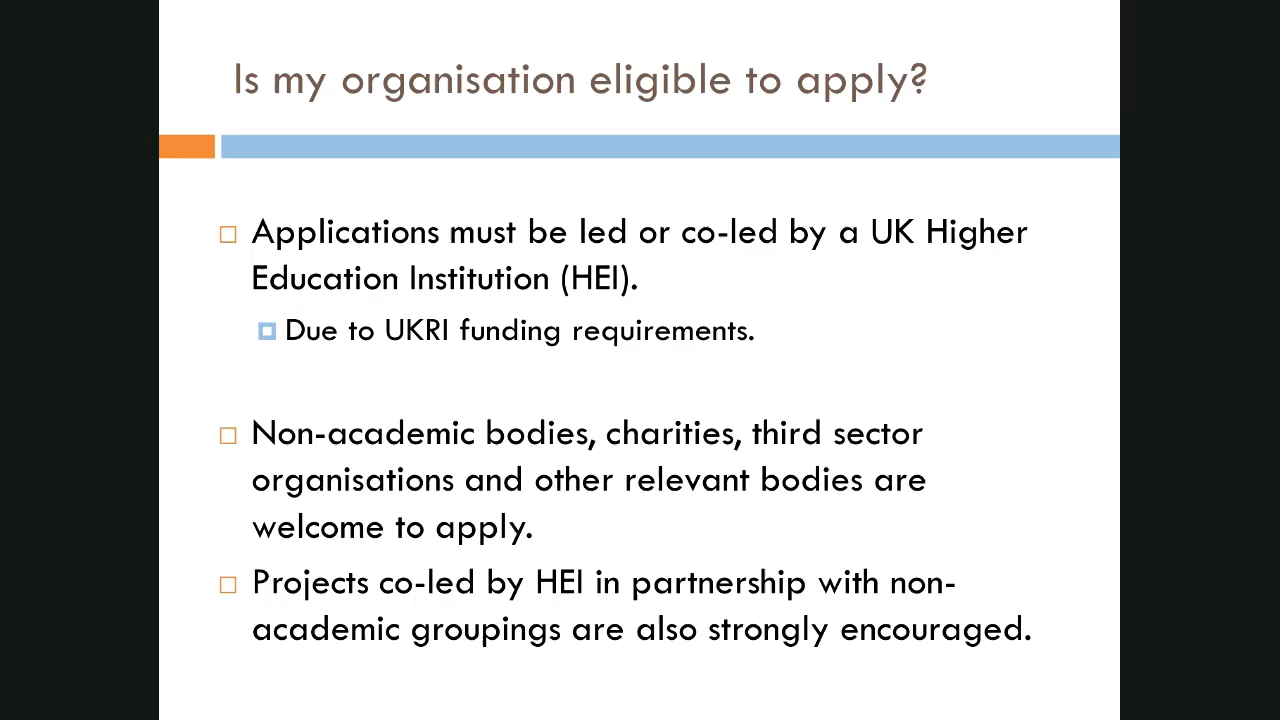 Is my organisation eligible to apply?
Applications must be led or co-led by a UK Higher
Education Institution (HEI).
Due to UKRI funding requirements.
Non-academic bodies, charities, third sector
organisations and other relevant bodies are
welcome to apply.
Projects co-led by HEI in partnership with non-
academic groupings are also strongly encouraged.